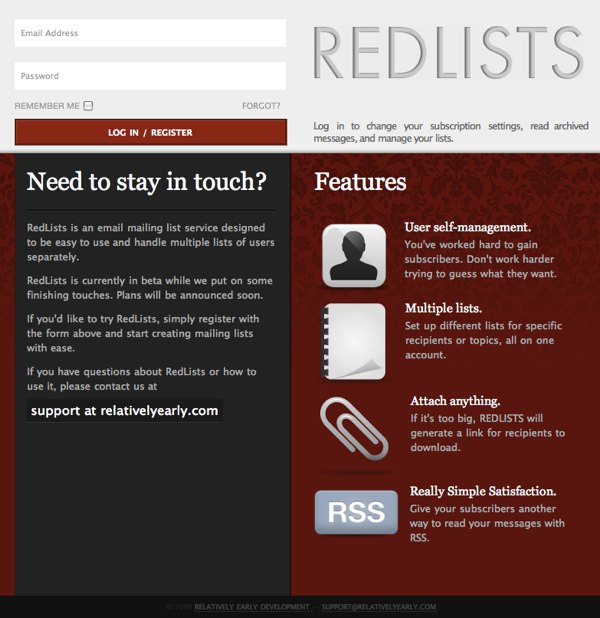 Email Address
Password
REMEMBER ME
FORGOT?
LOG IN / REGISTER
REDLISTS
Log in to change your subscription settings, read archived
messages, and manage your lists.
Need to stay in touch?
RedLists is an email mailing list service designed
to be easy to use and handle multiple lists of users
separately.
RedLists is currently in beta while we put on some
finishing touches. Plans will be announced soon.
If you'd like to try RedLists, simply register with
the form above and start creating mailing lists
with ease.
If you have questions about RedLists or how to
use it, please contact us at
support at relativelyearly.com
Features
User self-management.
You've worked hard to gain
subscribers. Don't work harder
trying to guess what they want.
Multiple lists.
Set up different lists for specific
recipients or topics, all on one
account.
Attach anything.
If it's too big, REDLISTS will
generate a link for recipients to
download.
RSS
Really Simple Satisfaction.
Give your subscribers another
way to read your messages with
RSS.
© 2009 RELATIVELY EARLY DEVELOPMENT — SUPPORT@RELATIVELYEARLY.COM